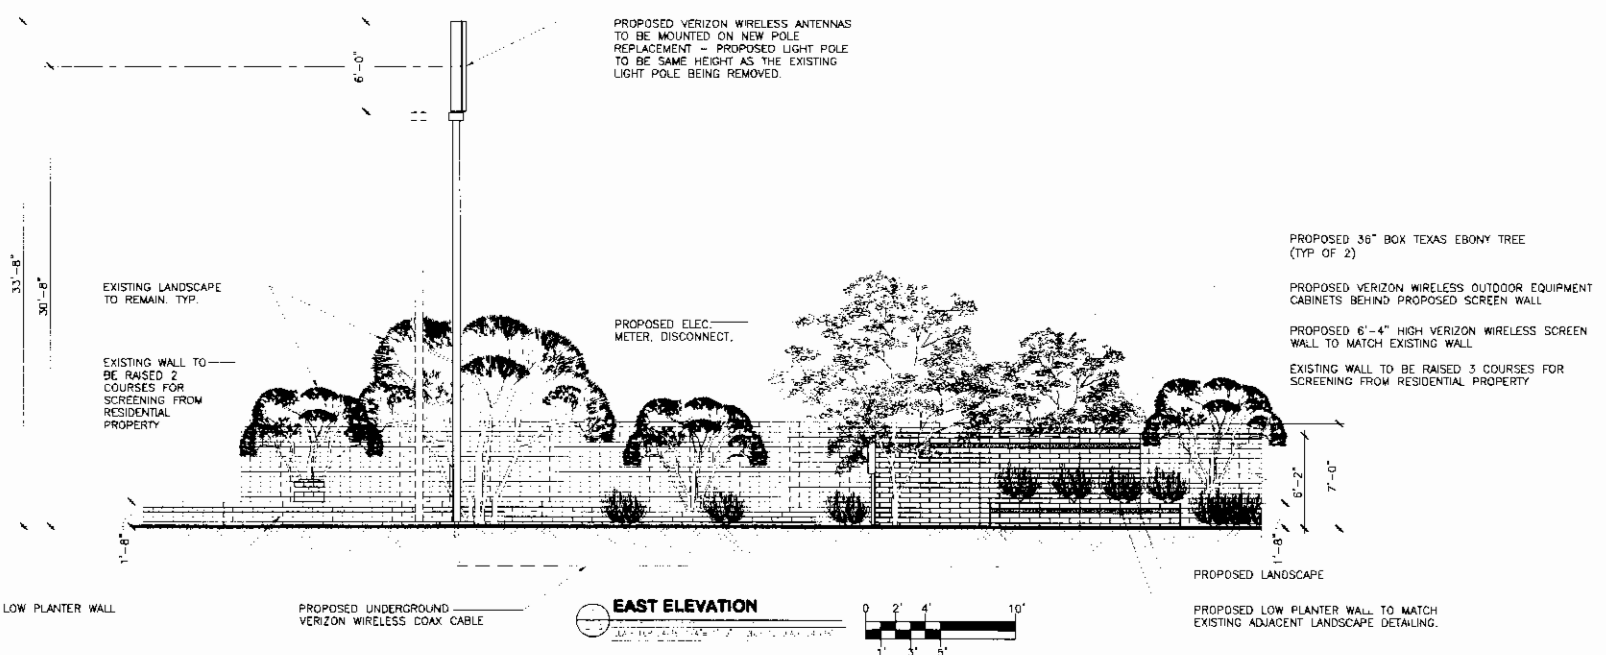 PROPOSED VERIZON WIRELESS ANTENNAS
TO BE MOUNTED ON NEW POLE
REPLACEMENT - PROPOSED LIGHT POLE
TO BE SAME HEIGHT AS THE EXISTING
LIGHT POLE BEING REMOVED.
6'-0"
33'-8"
30'-8"
EXISTING LANDSCAPE
TO REMAIN. TYP.
EXISTING WALL TO
BE RAISED 2
COURSES FOR
SCREENING FROM
RESIDENTIAL
PROPERTY
PROPOSED ELEC.
METER, DISCONNECT.
PROPOSED 36" BOX TEXAS EBONY TREE
(TYP OF 2)
PROPOSED VERIZON WIRELESS OUTDOOR EQUIPMENT
CABINETS BEHIND PROPOSED SCREEN WALL
PROPOSED 6'-4" HIGH VERIZON WIRELESS SCREEN
WALL TO MATCH EXISTING WALL
EXISTING WALL TO BE RAISED 3 COURSES FOR
SCREENING FROM RESIDENTIAL PROPERTY
6'-2"
7'-0"
1'-8"
1'-8"
LOW PLANTER WALL
PROPOSED UNDERGROUND
VERIZON WIRELESS COAX CABLE
EAST ELEVATION
0 2' 4' 10'
1' 3' 5'
PROPOSED LANDSCAPE
PROPOSED LOW PLANTER WALL TO MATCH
EXISTING ADJACENT LANDSCAPE DETAILING.